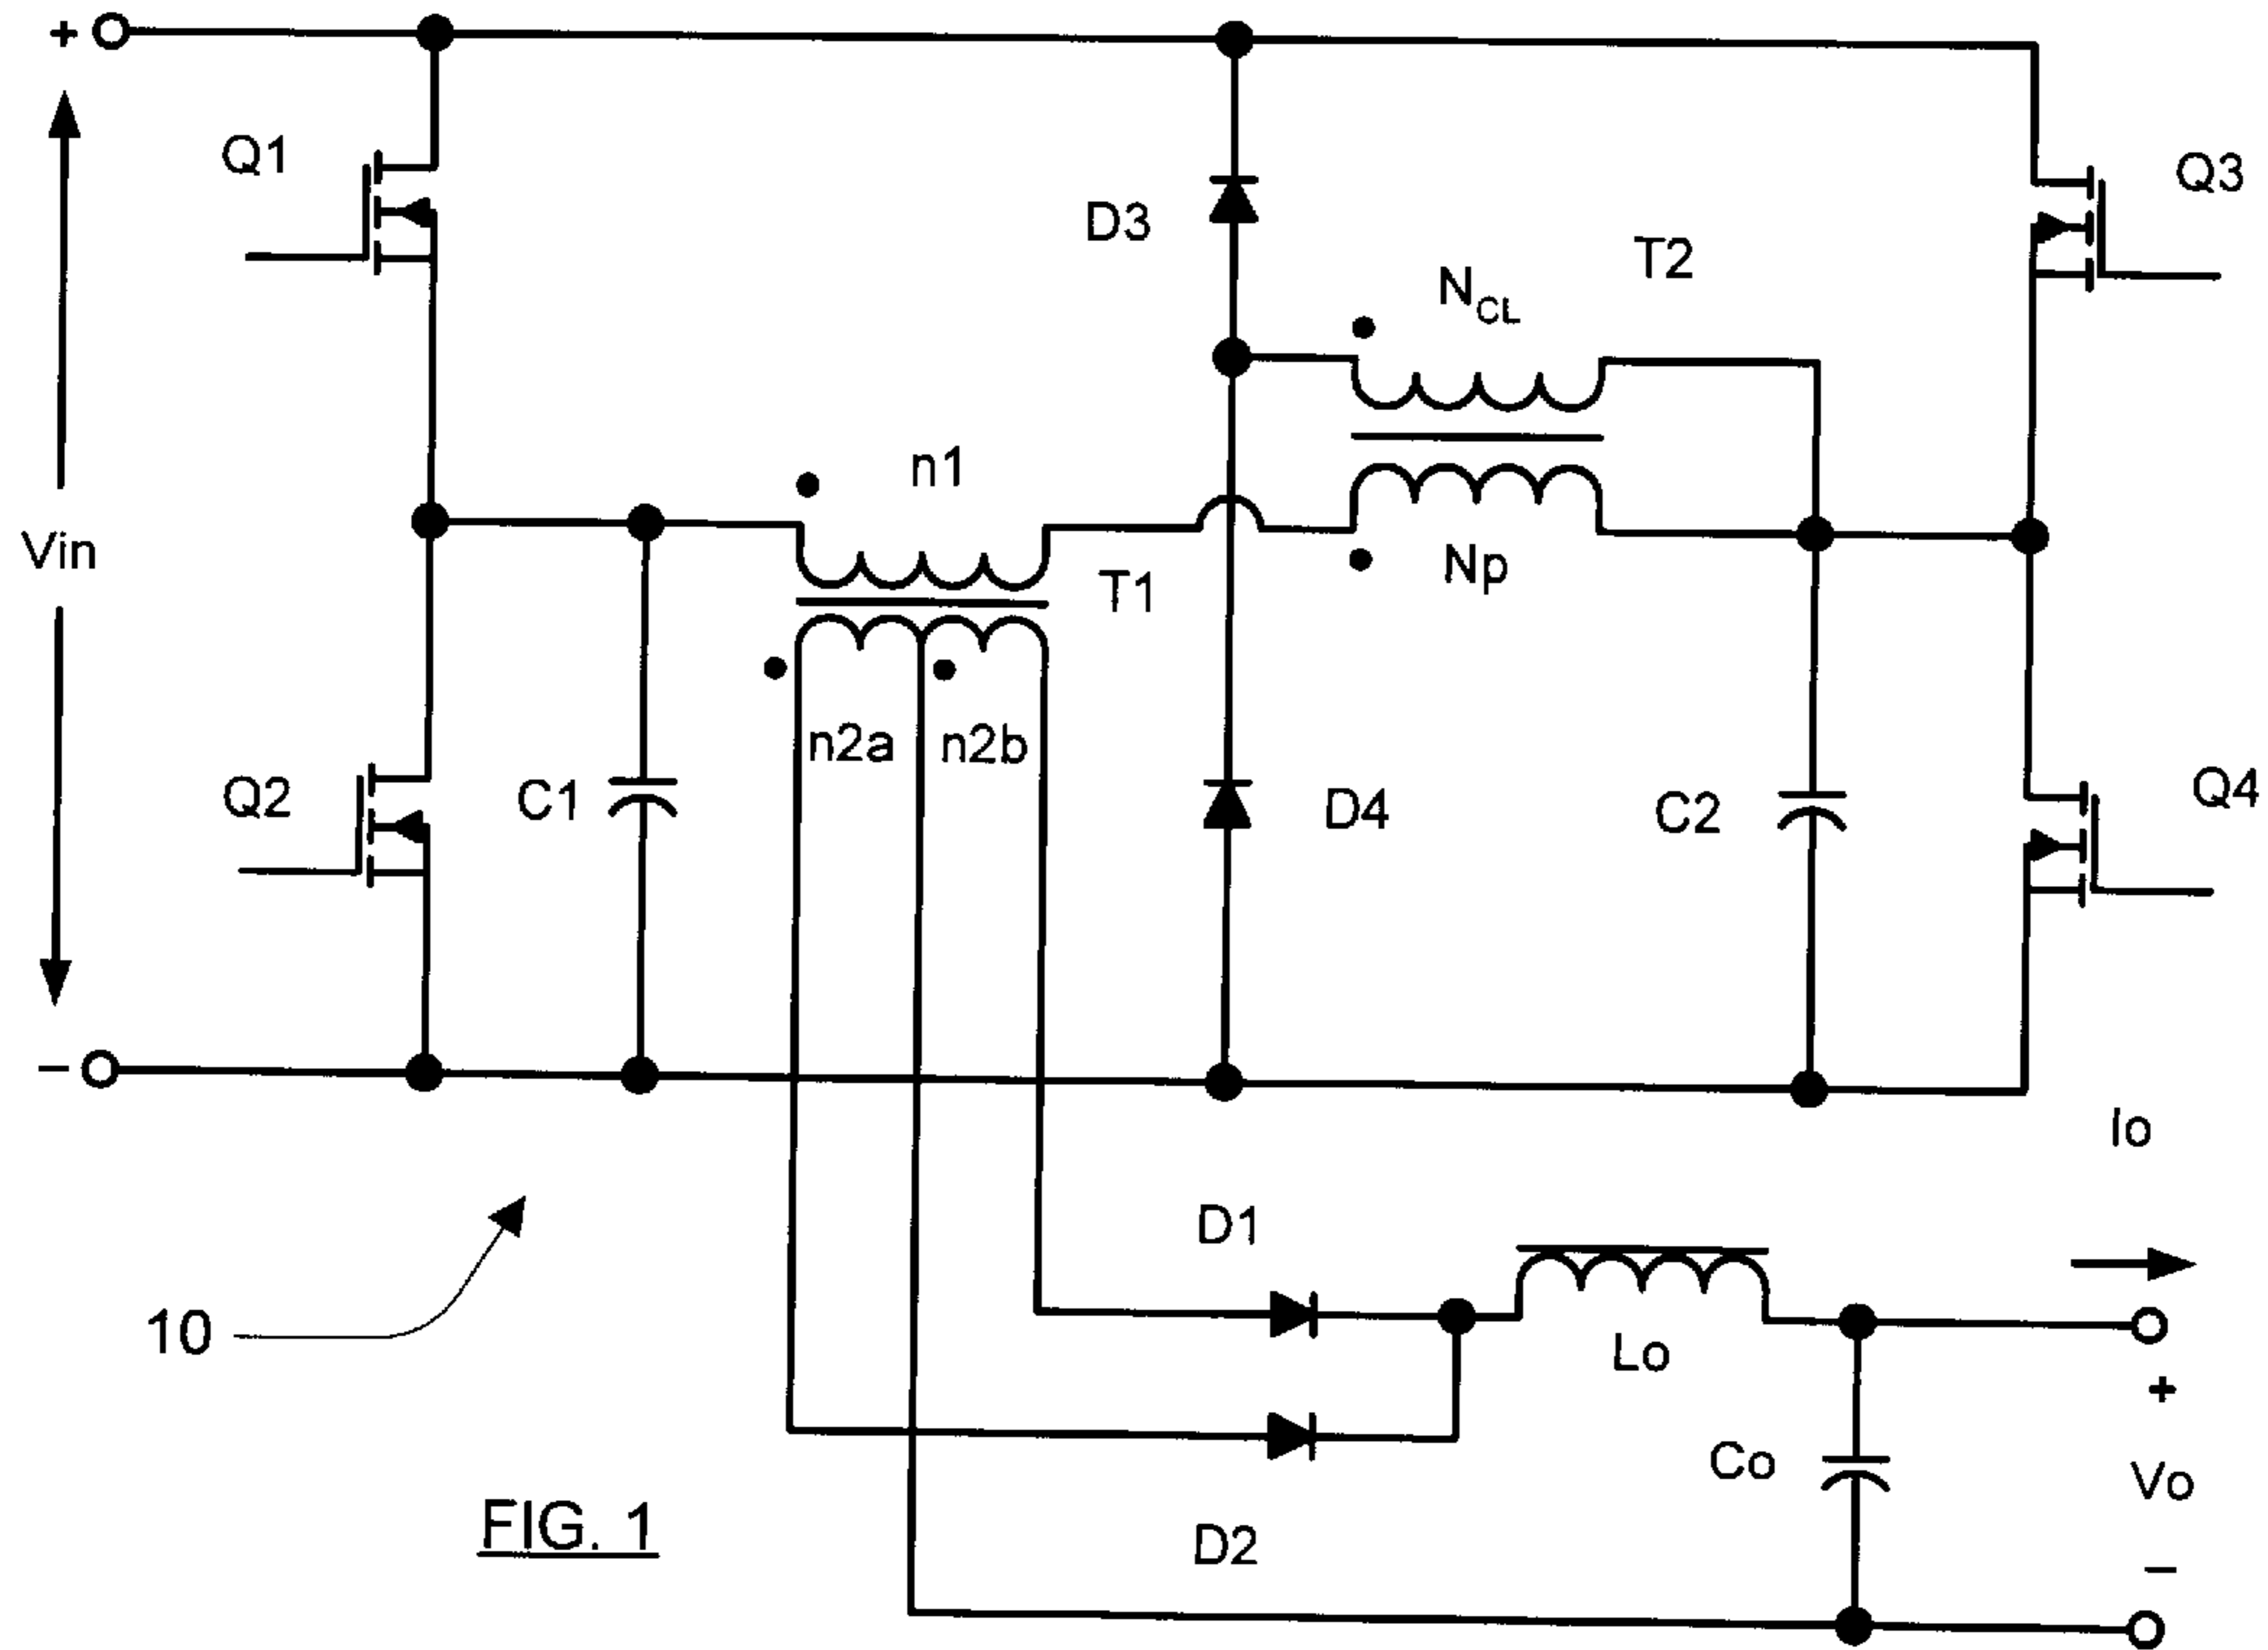 +
Q1
Q3
D3
T2
N_CL
n1
Vin
Np
T1
n2a
n2b
Q2
C1
D4
C2
Q4
−
Io
D1
10
Lo
+
Co
Vo
FIG. 1
D2
−